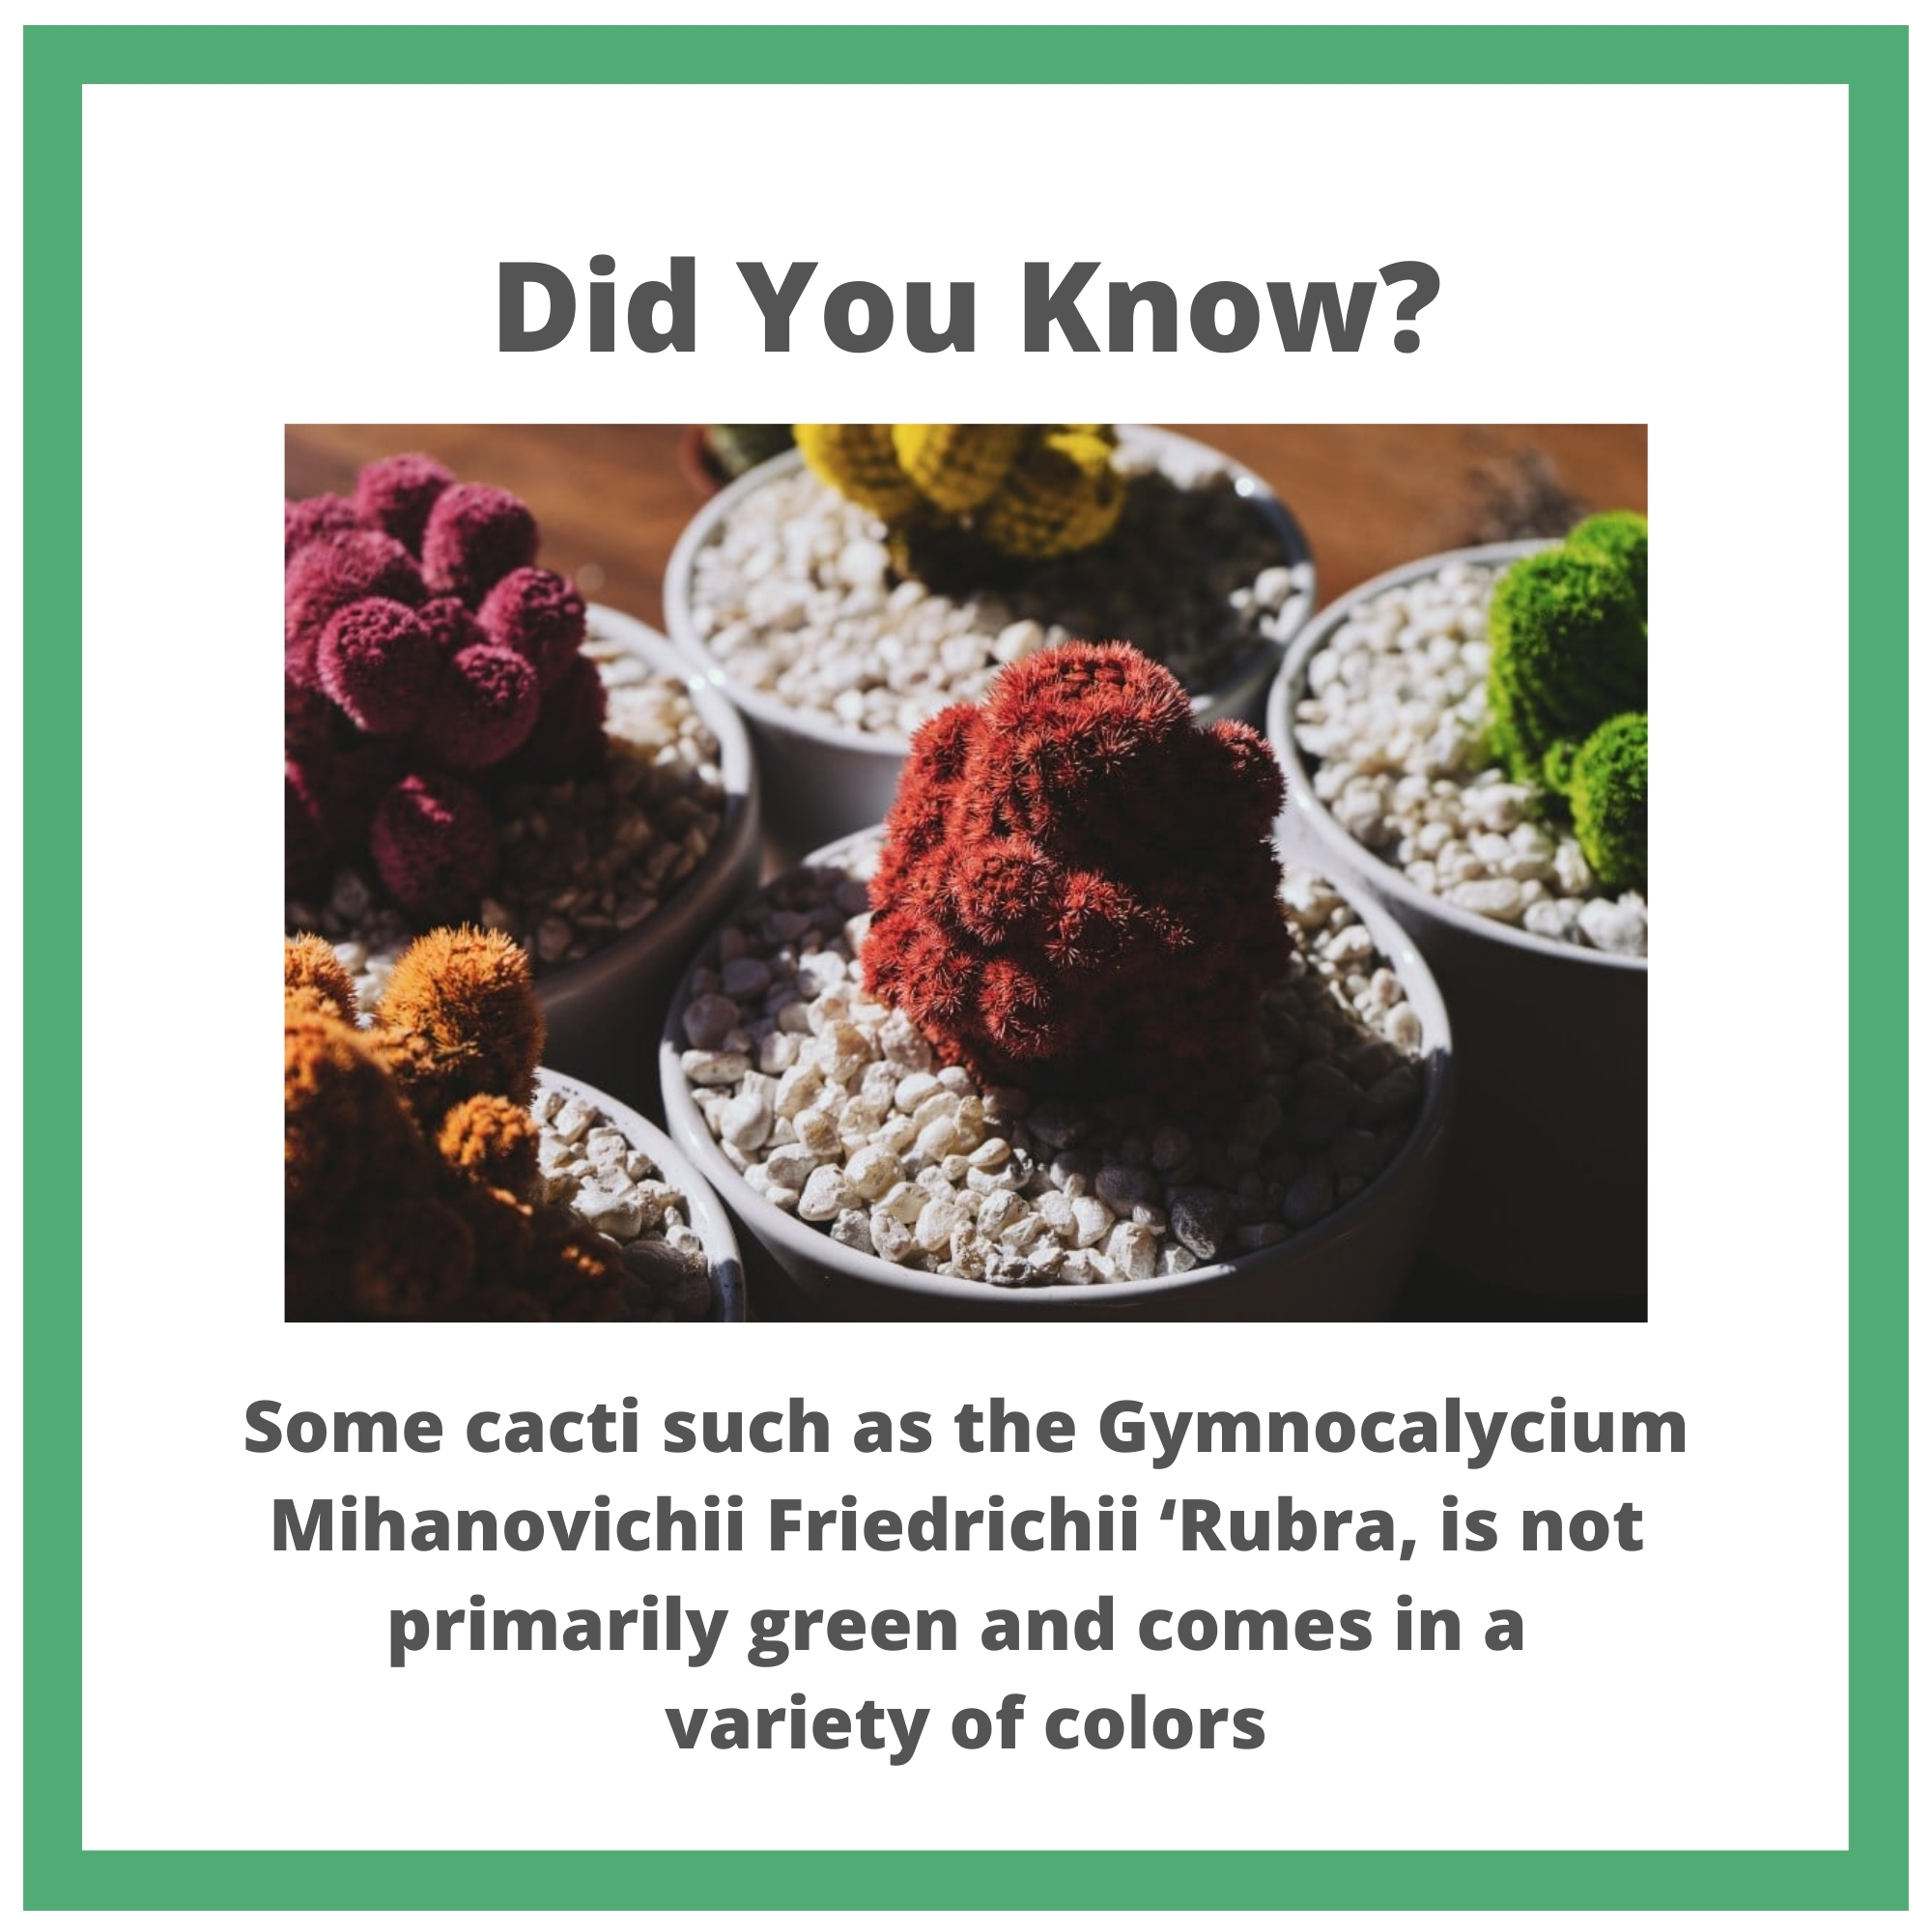 Did You Know?
Some cacti such as the Gymnocalycium
Mihanovichii Friedrichii ‘Rubra, is not
primarily green and comes in a
variety of colors